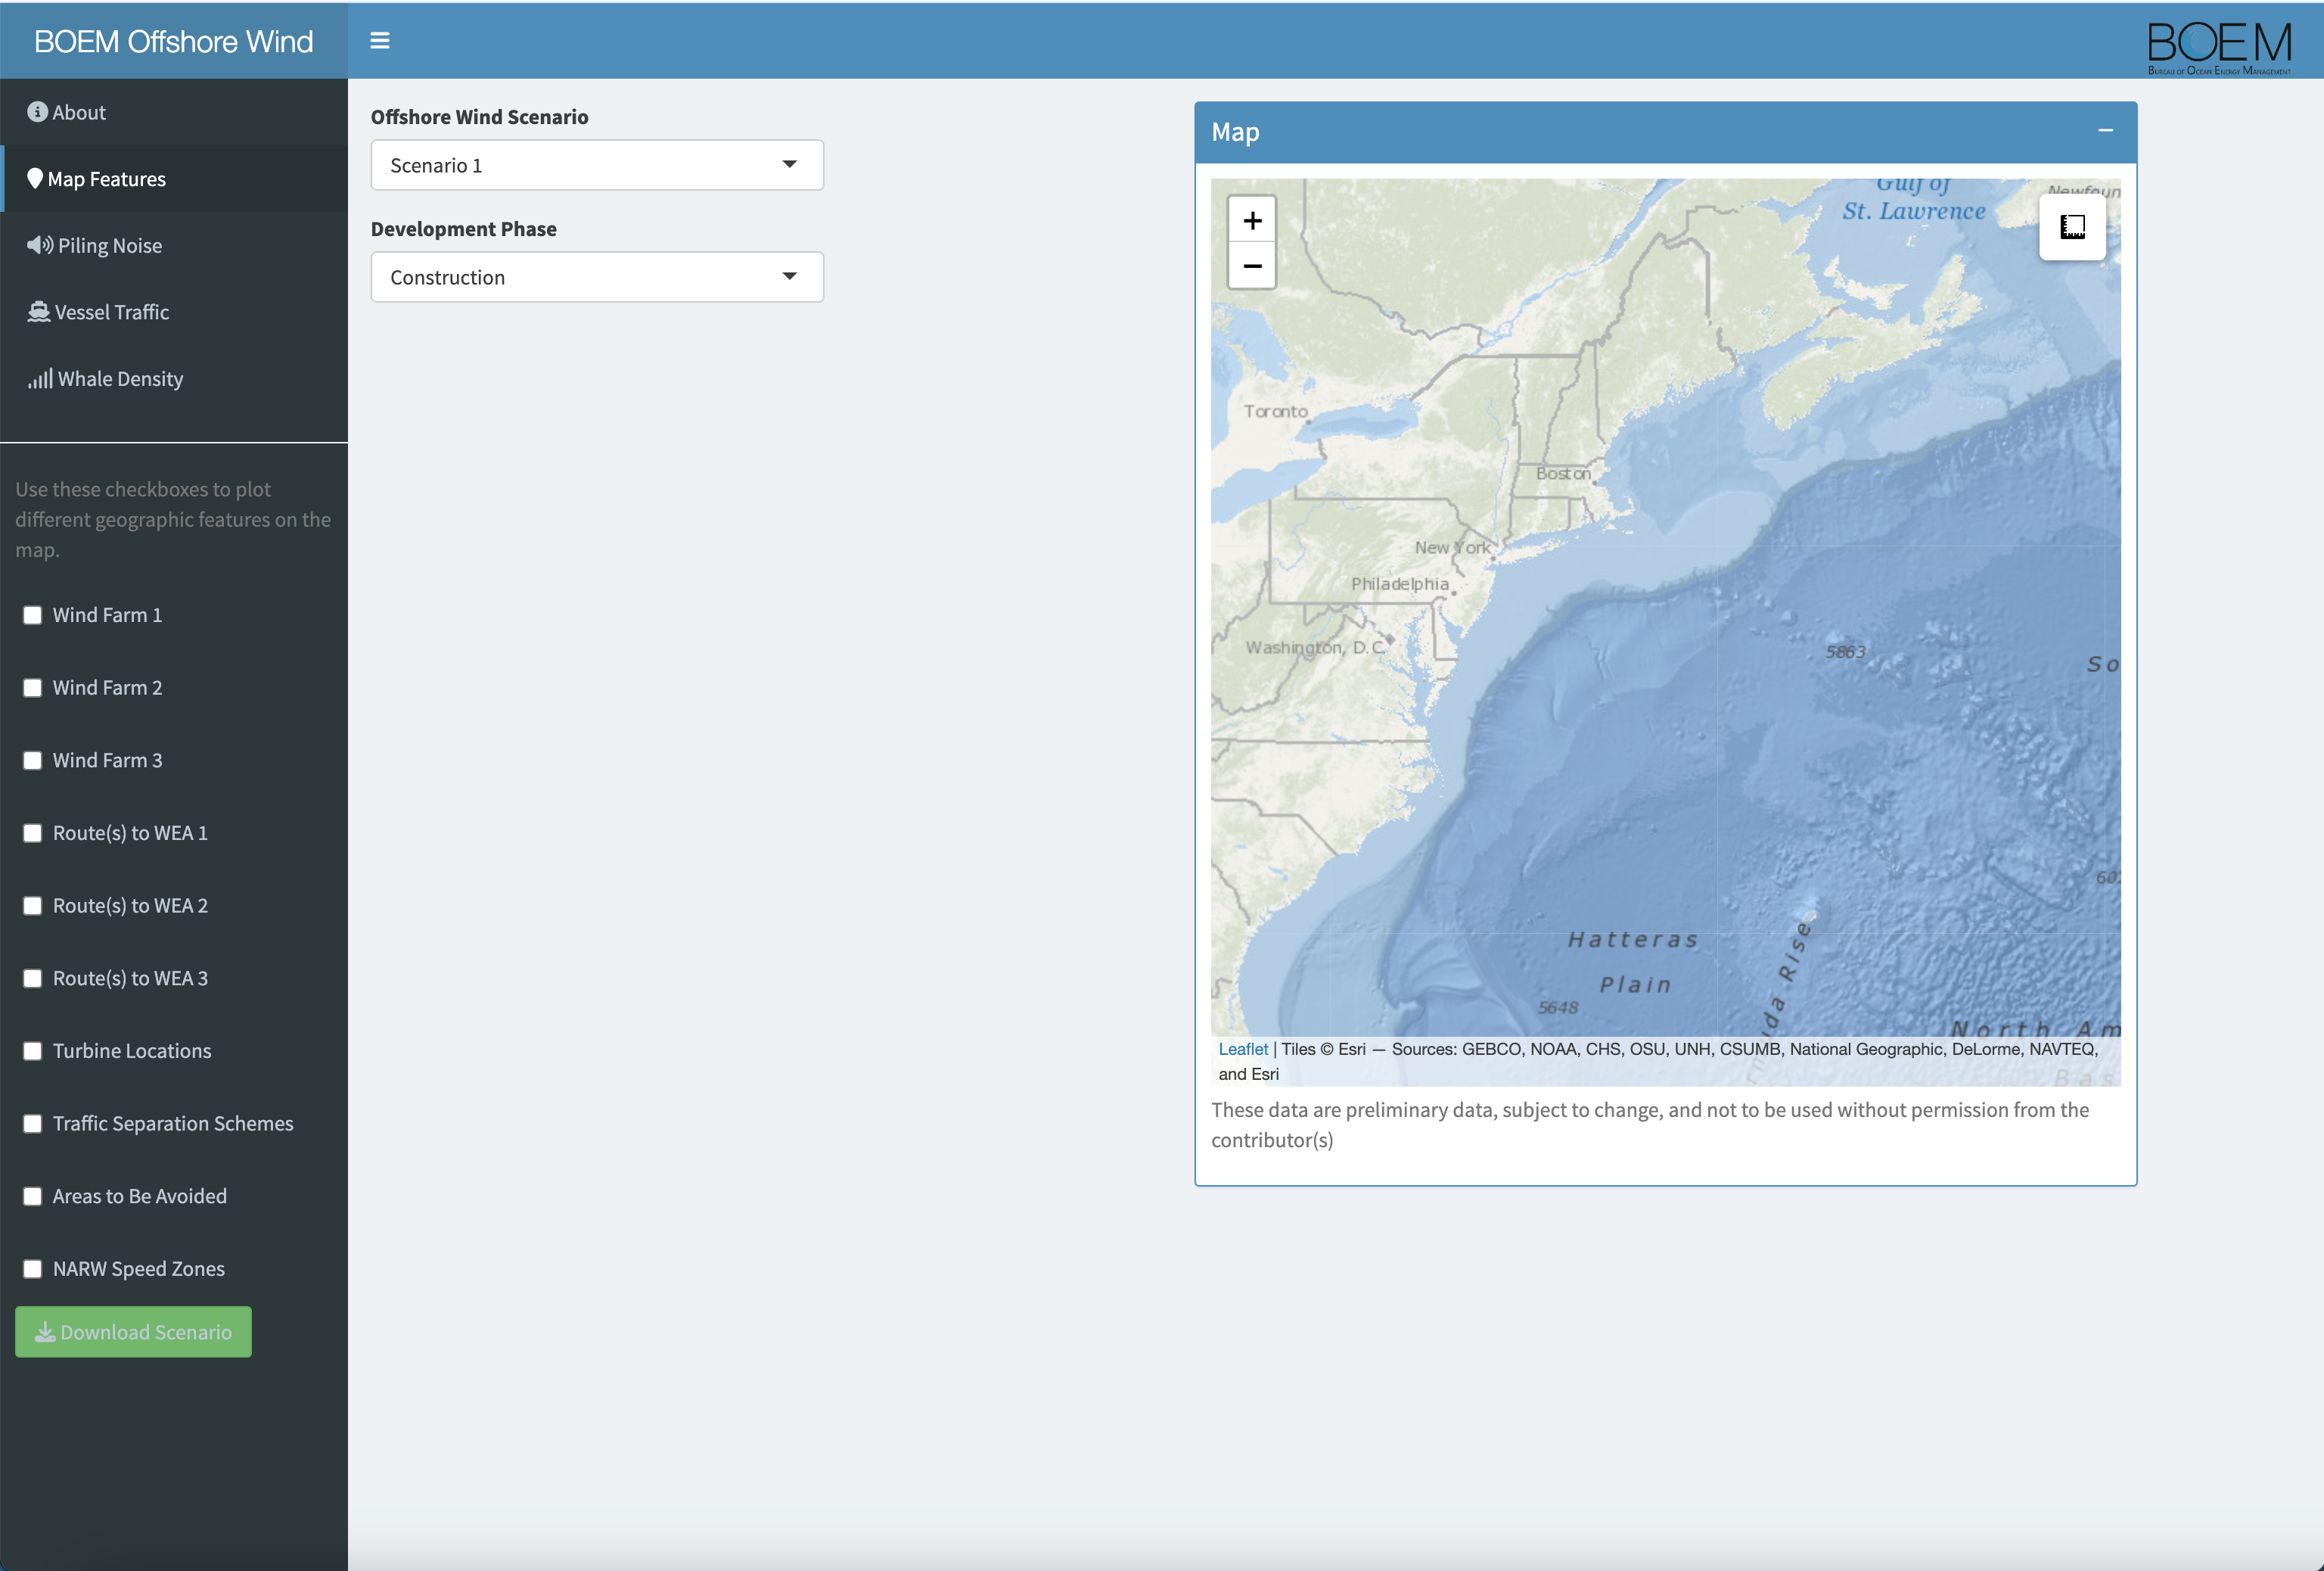 BOEM Offshore Wind
BOEM
BUREAU OF OCEAN ENERGY MANAGEMENT
About
Map Features
Piling Noise
Vessel Traffic
Whale Density
Use these checkboxes to plot
different geographic features on the
map.
Wind Farm 1
Wind Farm 2
Wind Farm 3
Route(s) to WEA 1
Route(s) to WEA 2
Route(s) to WEA 3
Turbine Locations
Traffic Separation Schemes
Areas to Be Avoided
NARW Speed Zones
Download Scenario
Offshore Wind Scenario
Scenario 1
Development Phase
Construction
Map
+
−
Gulf of
St. Lawrence
Newfoun
Toronto
Boston
New York
Philadelphia
Washington, D.C.
5863
So
602
Hatteras
Plain
5648
muda Rise
North Am
Bas
Leaflet | Tiles © Esri — Sources: GEBCO, NOAA, CHS, OSU, UNH, CSUMB, National Geographic, DeLorme, NAVTEQ,
and Esri
These data are preliminary data, subject to change, and not to be used without permission from the
contributor(s)